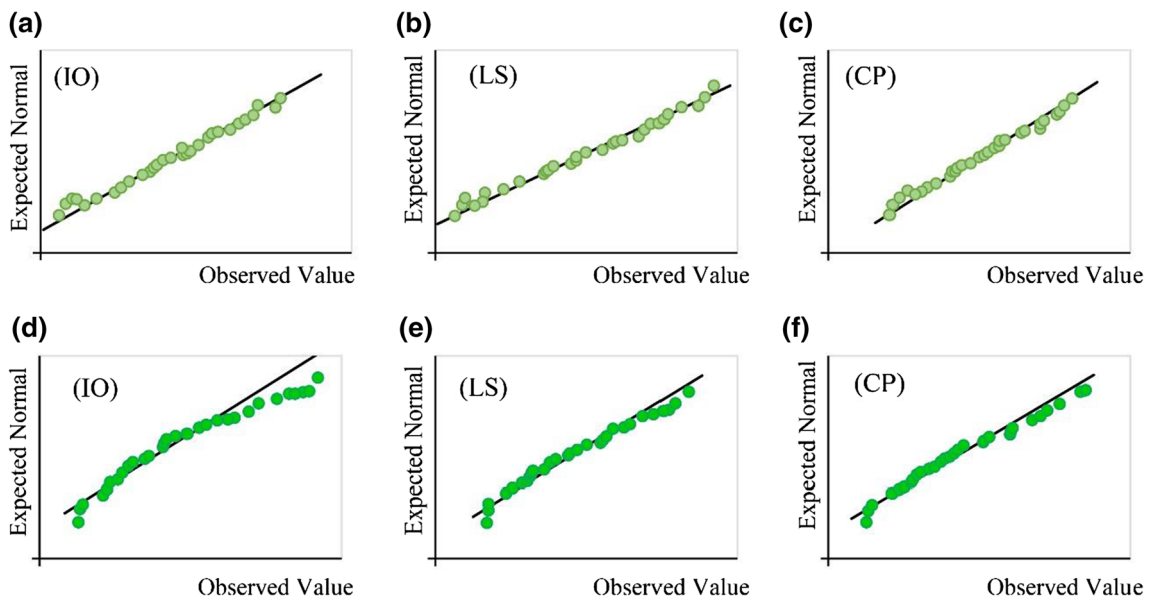 (a)
(IO)
Expected Normal
Observed Value
(b)
(LS)
Expected Normal
Observed Value
(c)
(CP)
Expected Normal
Observed Value
(d)
(IO)
Expected Normal
Observed Value
(e)
(LS)
Expected Normal
Observed Value
(f)
(CP)
Expected Normal
Observed Value